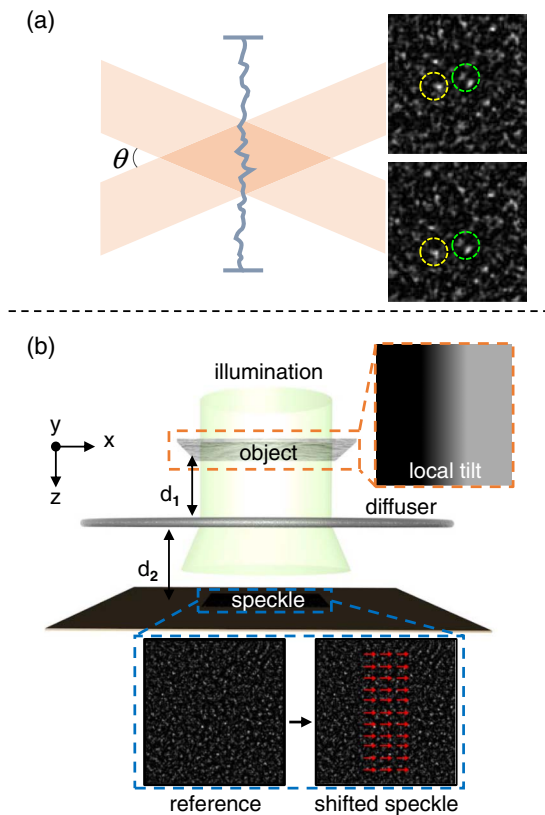 (a)
θ
(b)
illumination
y
x
z
object
local tilt
d1
diffuser
d2
speckle
reference
shifted speckle